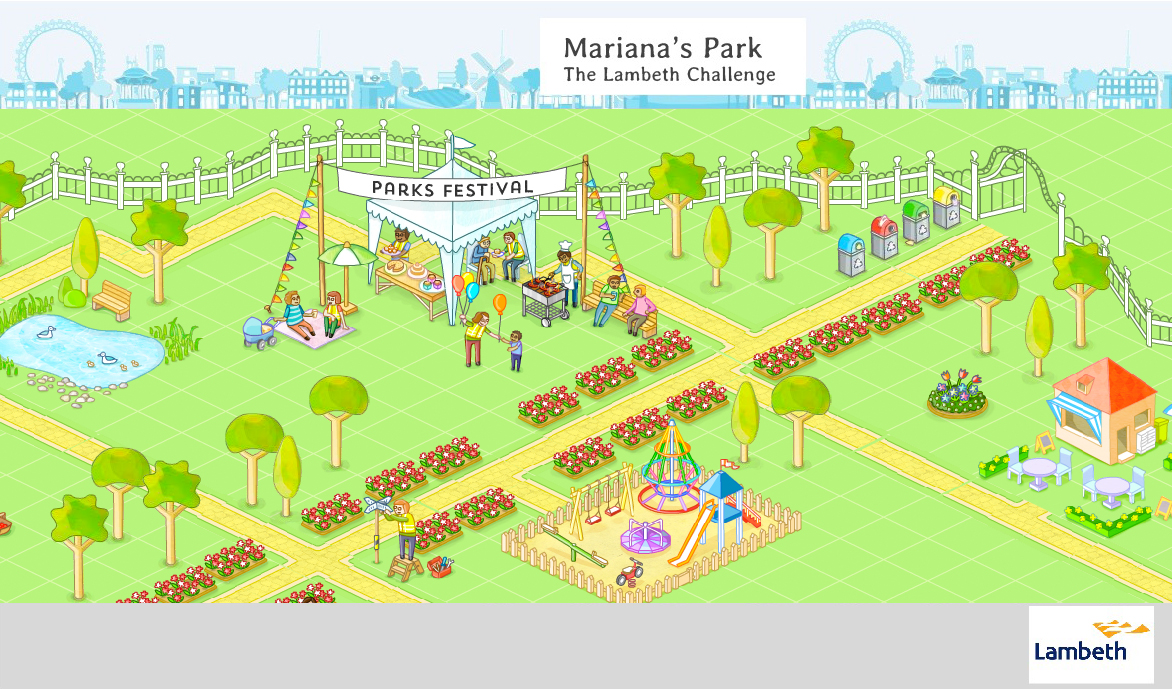 Mariana's Park
The Lambeth Challenge
PARKS FESTIVAL
Lambeth